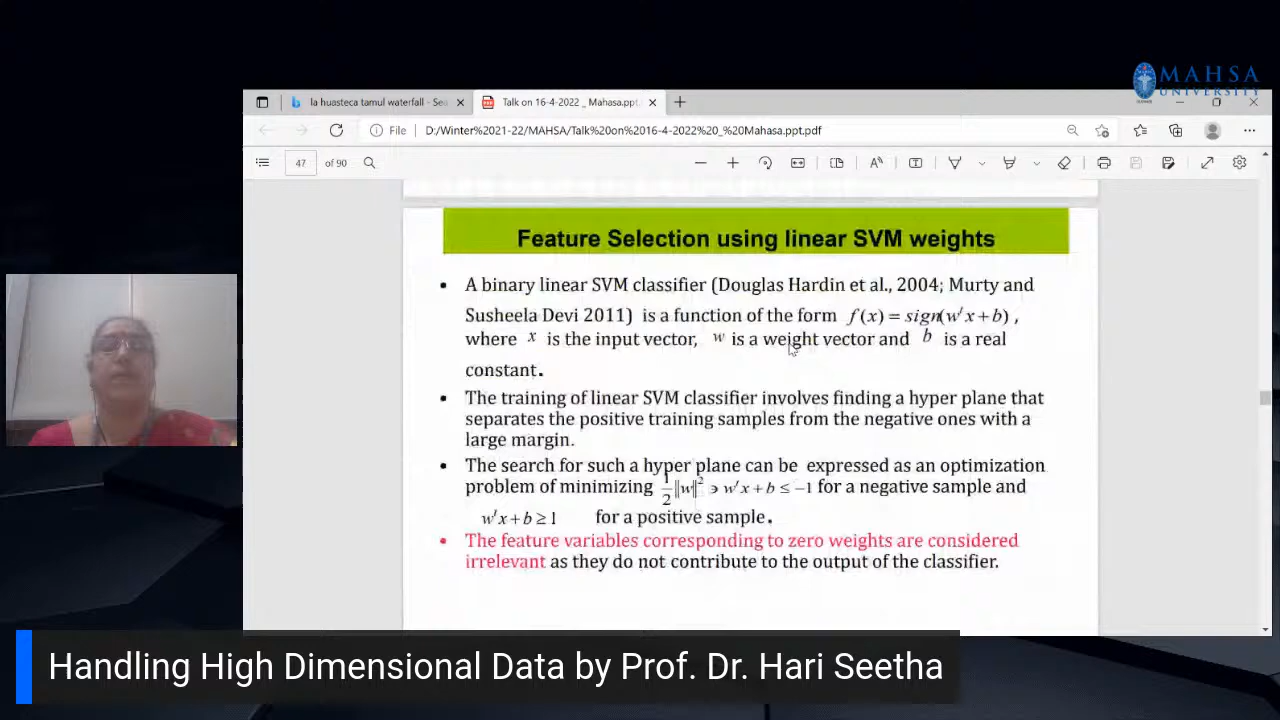 MAHSA
UNIVERSITY
la huasteca tamul waterfall - Sea
Talk on 16-4-2022 _ Mahasa.ppt.
File
D:/Winter%2021-22/MAHSA/Talk%20on%2016-4-2022%20_%20Mahasa.ppt.pdf
47 of 90
Feature Selection using linear SVM weights
• A binary linear SVM classifier (Douglas Hardin et al., 2004; Murty and
Susheela Devi 2011) is a function of the form f(x) = sign(wᵗx+b) ,
where x is the input vector, w is a weight vector and b is a real
constant.
• The training of linear SVM classifier involves finding a hyper plane that
separates the positive training samples from the negative ones with a
large margin.
• The search for such a hyper plane can be expressed as an optimization
problem of minimizing 1/2 ‖w‖² ∍ wᵗx+b ≤ −1 for a negative sample and
wᵗx+b ≥ 1 for a positive sample.
• The feature variables corresponding to zero weights are considered
irrelevant as they do not contribute to the output of the classifier.
Handling High Dimensional Data by Prof. Dr. Hari Seetha